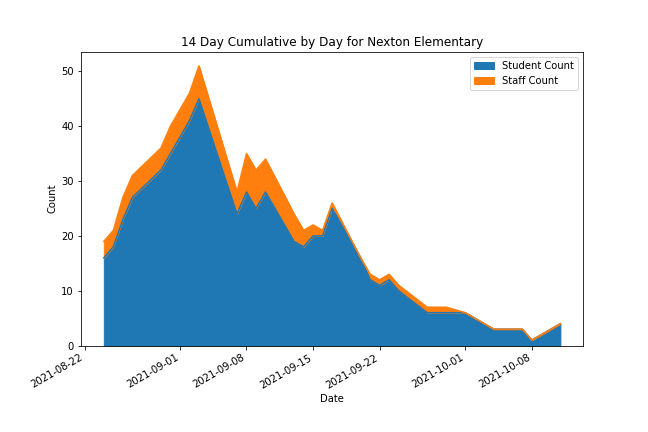 14 Day Cumulative by Day for Nexton Elementary
Student Count
Staff Count
50
40
30
20
10
0
Count
2021-08-22
2021-09-01
2021-09-08
2021-09-15
2021-09-22
2021-10-01
2021-10-08
Date